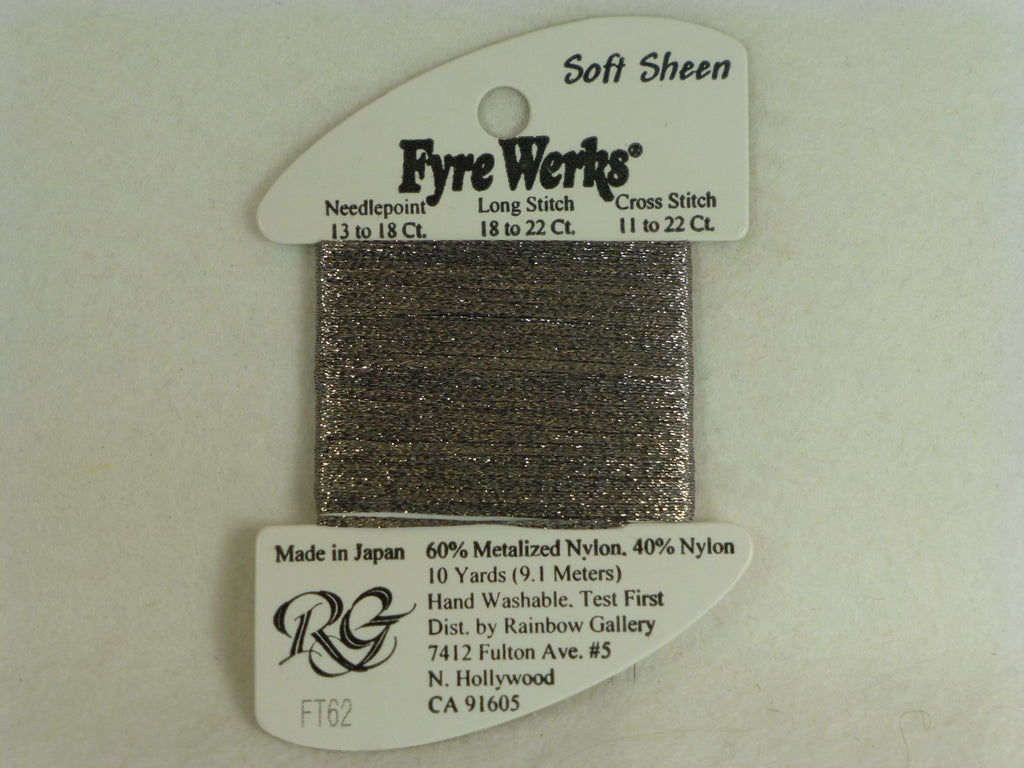 Soft Sheen
Fyre Werks®
Needlepoint Long Stitch Cross Stitch
13 to 18 Ct. 18 to 22 Ct. 11 to 22 Ct.
Made in Japan 60% Metalized Nylon, 40% Nylon
10 Yards (9.1 Meters)
Hand Washable. Test First
Dist. by Rainbow Gallery
7412 Fulton Ave. #5
N. Hollywood
CA 91605
RG
FT62